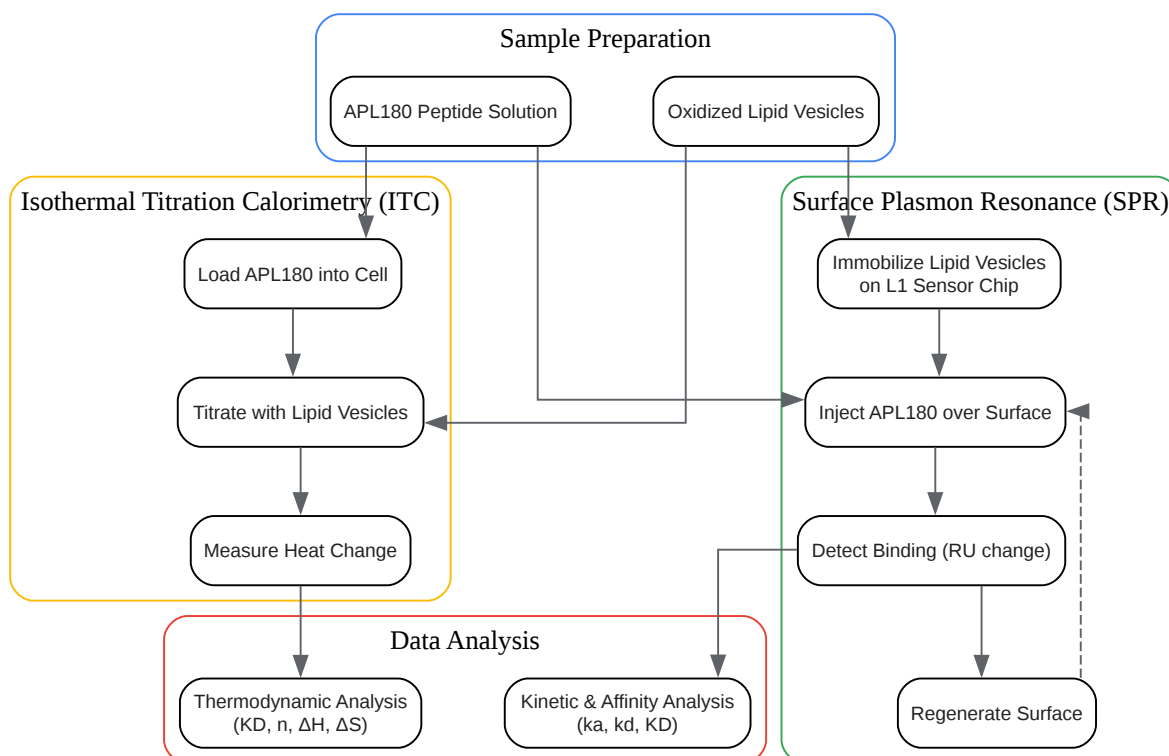 Sample Preparation
APL180 Peptide Solution
Oxidized Lipid Vesicles
Isothermal Titration Calorimetry (ITC)
Surface Plasmon Resonance (SPR)
Load APL180 into Cell
Immobilize Lipid Vesicles
on L1 Sensor Chip
Titrate with Lipid Vesicles
Inject APL180 over Surface
Measure Heat Change
Detect Binding (RU change)
Data Analysis
Thermodynamic Analysis
(KD, n, ΔH, ΔS)
Kinetic & Affinity Analysis
(ka, kd, KD)
Regenerate Surface